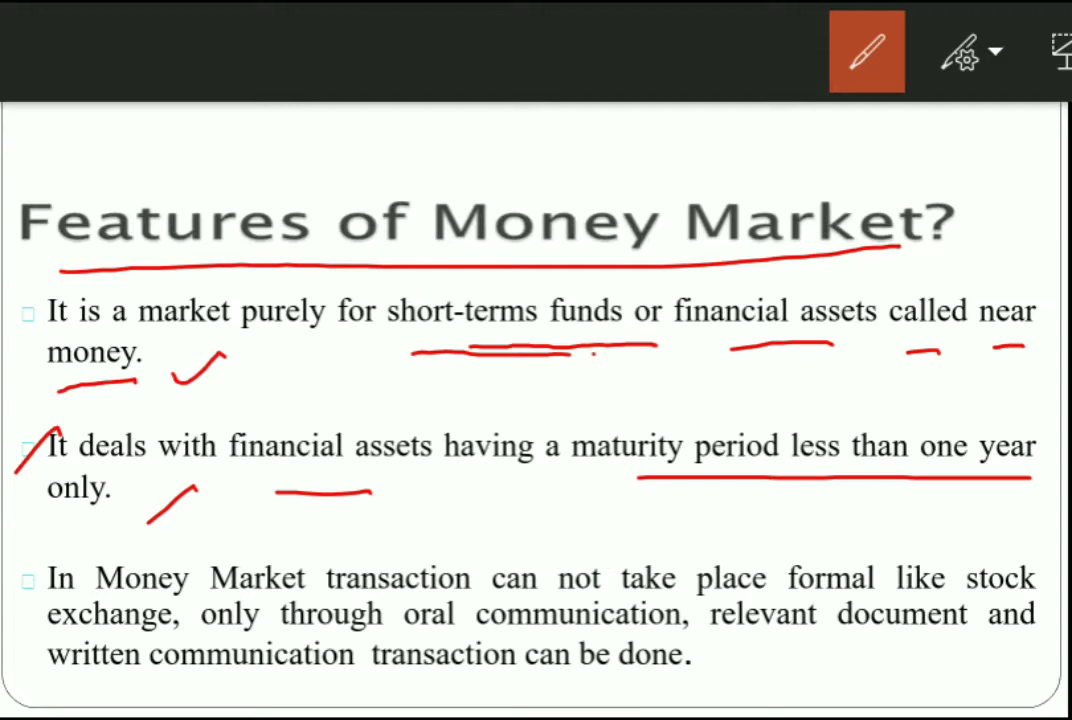 Features of Money Market?
It is a market purely for short-terms funds or financial assets called near
money.
It deals with financial assets having a maturity period less than one year
only.
In Money Market transaction can not take place formal like stock
exchange, only through oral communication, relevant document and
written communication transaction can be done.